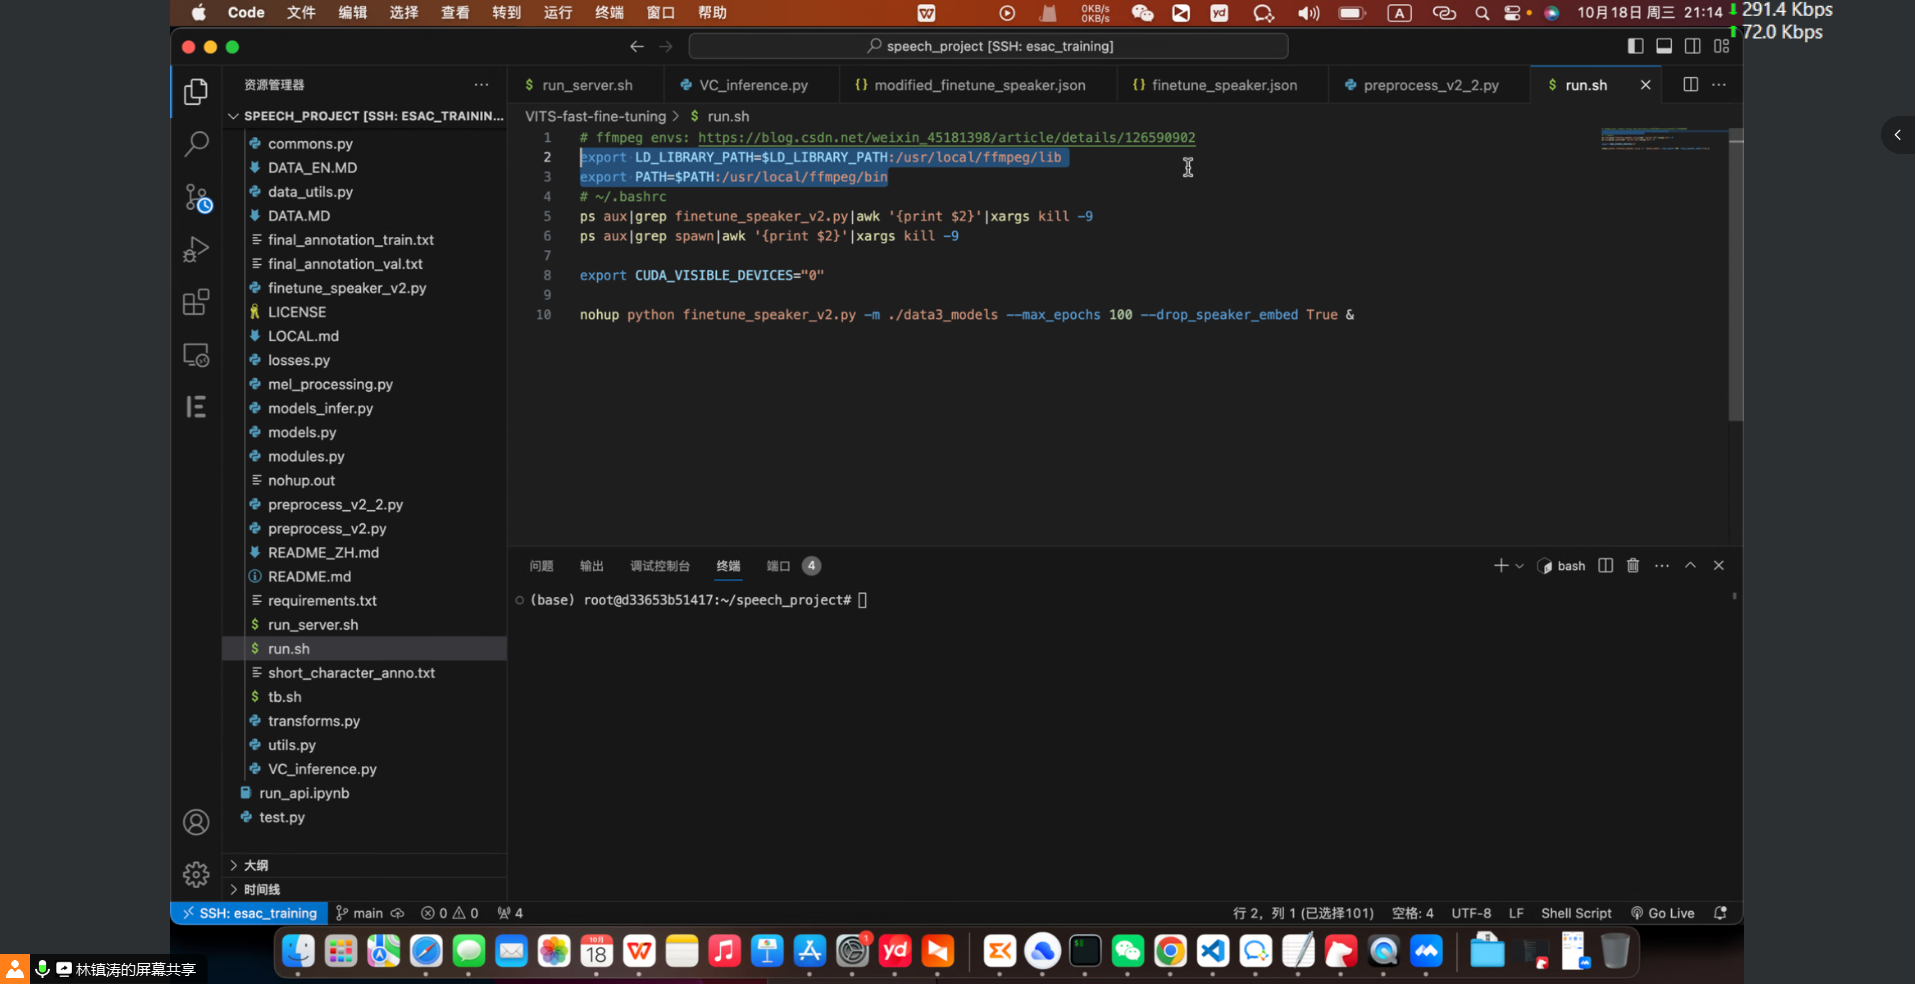 Code 文件 编辑 选择 查看 转到 运行 终端 窗口 帮助
0KB/s
0KB/s
yd
A
10月18日 周三 21:14
291.4 Kbps
72.0 Kbps
speech_project [SSH: esac_training]
资源管理器
SPEECH_PROJECT [SSH: ESAC_TRAININ...
commons.py
DATA_EN.MD
data_utils.py
DATA.MD
final_annotation_train.txt
final_annotation_val.txt
finetune_speaker_v2.py
LICENSE
LOCAL.md
losses.py
mel_processing.py
models_infer.py
models.py
modules.py
nohup.out
preprocess_v2_2.py
preprocess_v2.py
README_ZH.md
README.md
requirements.txt
run_server.sh
run.sh
short_character_anno.txt
tb.sh
transforms.py
utils.py
VC_inference.py
run_api.ipynb
test.py
大纲
时间线
$ run_server.sh VC_inference.py {} modified_finetune_speaker.json {} finetune_speaker.json preprocess_v2_2.py $ run.sh
VITS-fast-fine-tuning > $ run.sh
1 # ffmpeg envs: https://blog.csdn.net/weixin_45181398/article/details/126590902
2 export LD_LIBRARY_PATH=$LD_LIBRARY_PATH:/usr/local/ffmpeg/lib
3 export PATH=$PATH:/usr/local/ffmpeg/bin
4 # ~/.bashrc
5 ps aux|grep finetune_speaker_v2.py|awk '{print $2}'|xargs kill -9
6 ps aux|grep spawn|awk '{print $2}'|xargs kill -9
7
8 export CUDA_VISIBLE_DEVICES="0"
9
10 nohup python finetune_speaker_v2.py -m ./data3_models --max_epochs 100 --drop_speaker_embed True &
问题 输出 调试控制台 终端 端口 4
bash
(base) root@d33653b51417:~/speech_project#
SSH: esac_training main 0 0 4
行 2，列 1 (已选择101) 空格: 4 UTF-8 LF Shell Script Go Live
10月
18
1
yd
林镇涛的屏幕共享